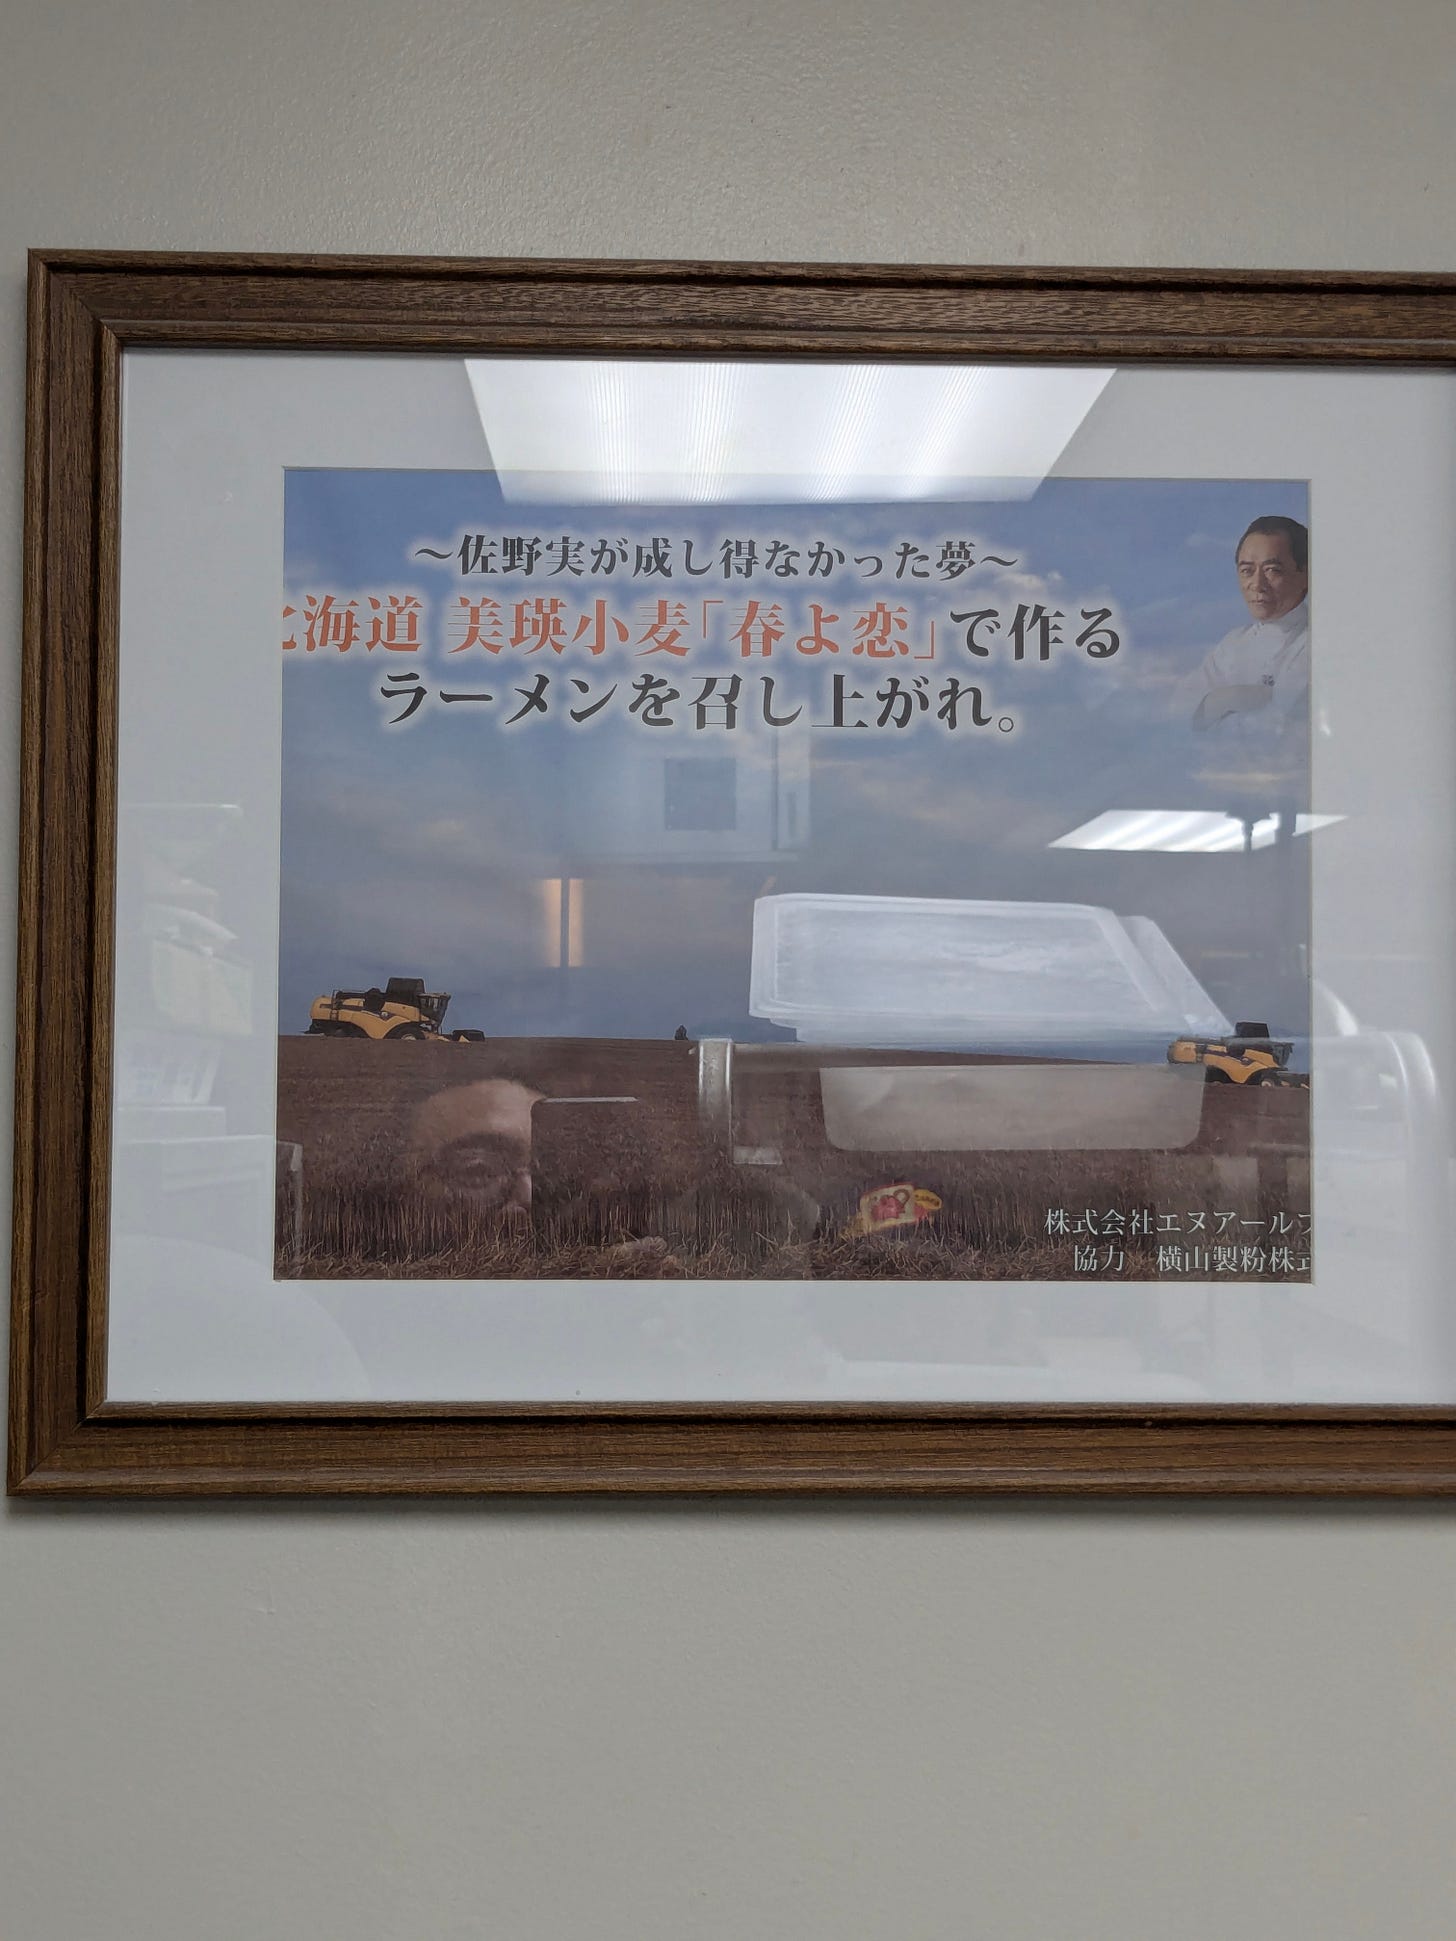 ～佐野実が成し得なかった夢～
海道 美瑛小麦「春よ恋」で作る
ラーメンを召し上がれ。
株式会社エヌアールフ
協力　横山製粉株式